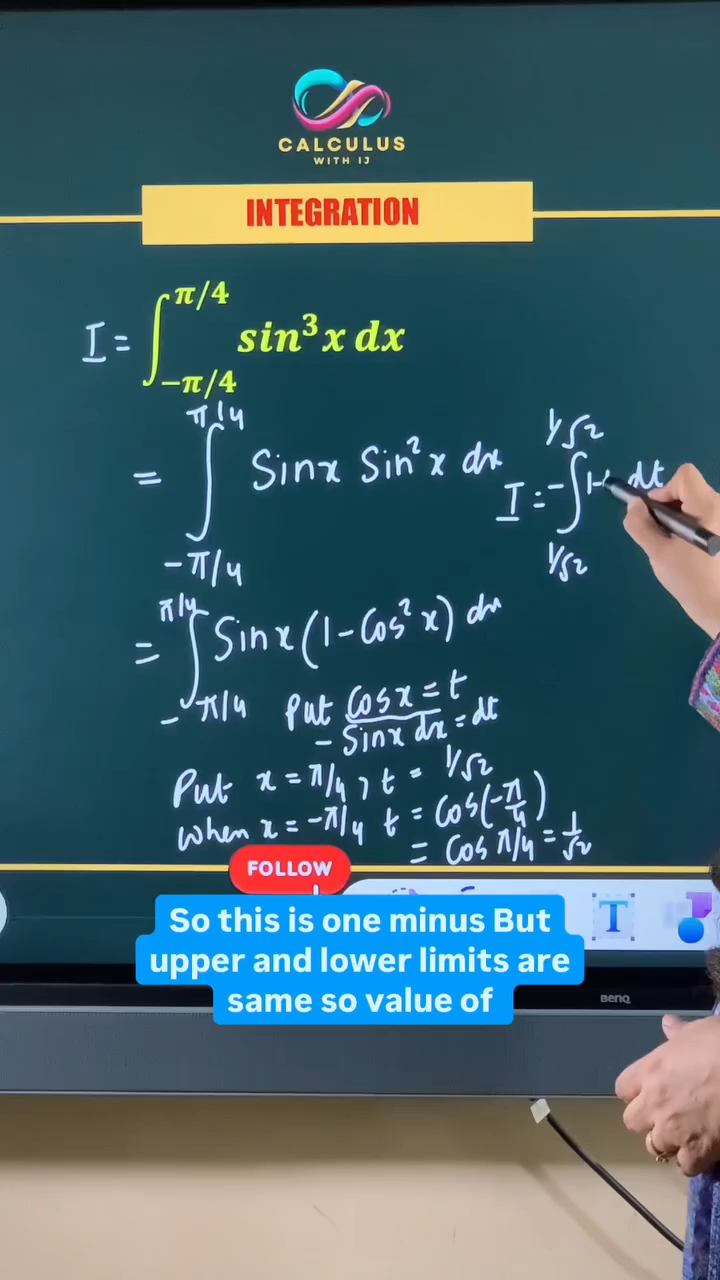 CALCULUS
WITH IJ
INTEGRATION
I = ∫_{-π/4}^{π/4} sin³x dx
= ∫_{-π/4}^{π/4} Sinx Sin²x dx
= ∫_{-π/4}^{π/4} Sinx (1 - Cos²x) dx
Put Cosx = t
- Sinx dx = dt
Put x = π/4, t = 1/√2
When x = -π/4 t = Cos(-π/4)
= Cos π/4 = 1/√2
I = - ∫_{1/√2}^{1/√2} 1- dt
FOLLOW
T
So this is one minus But
upper and lower limits are
same so value of
BenQ